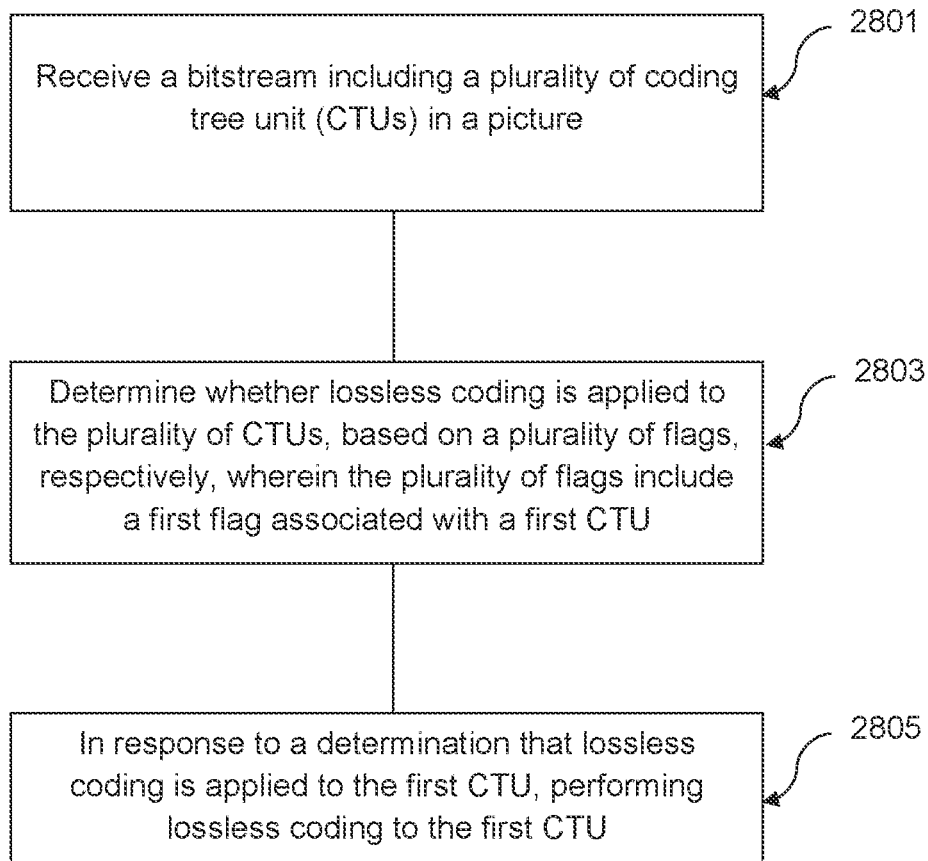 2801
Receive a bitstream including a plurality of coding
tree unit (CTUs) in a picture
2803
Determine whether lossless coding is applied to
the plurality of CTUs, based on a plurality of flags,
respectively, wherein the plurality of flags include
a first flag associated with a first CTU
2805
In response to a determination that lossless
coding is applied to the first CTU, performing
lossless coding to the first CTU